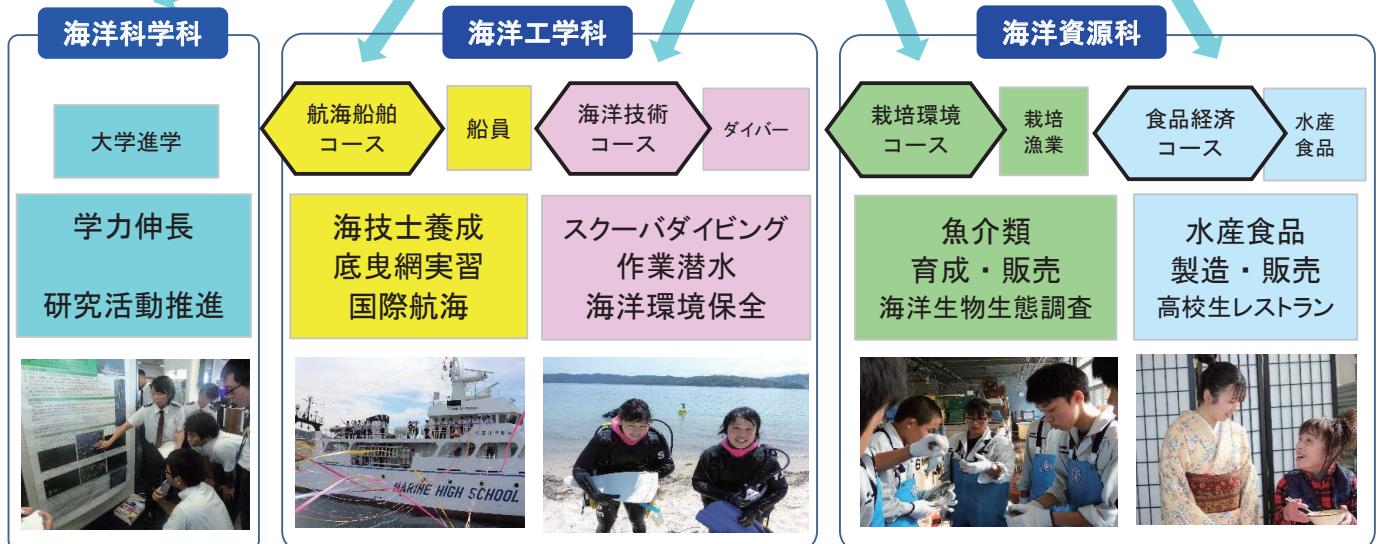 海洋科学科
大学進学
学力伸長
研究活動推進
海洋工学科
航海船舶
コース
船員
海技士養成
底曳網実習
国際航海
MARINE HIGH SCHOOL
海洋技術
コース
ダイバー
スクーバダイビング
作業潜水
海洋環境保全
海洋資源科
栽培環境
コース
栽培
漁業
魚介類
育成・販売
海洋生物生態調査
食品経済
コース
水産
食品
水産食品
製造・販売
高校生レストラン